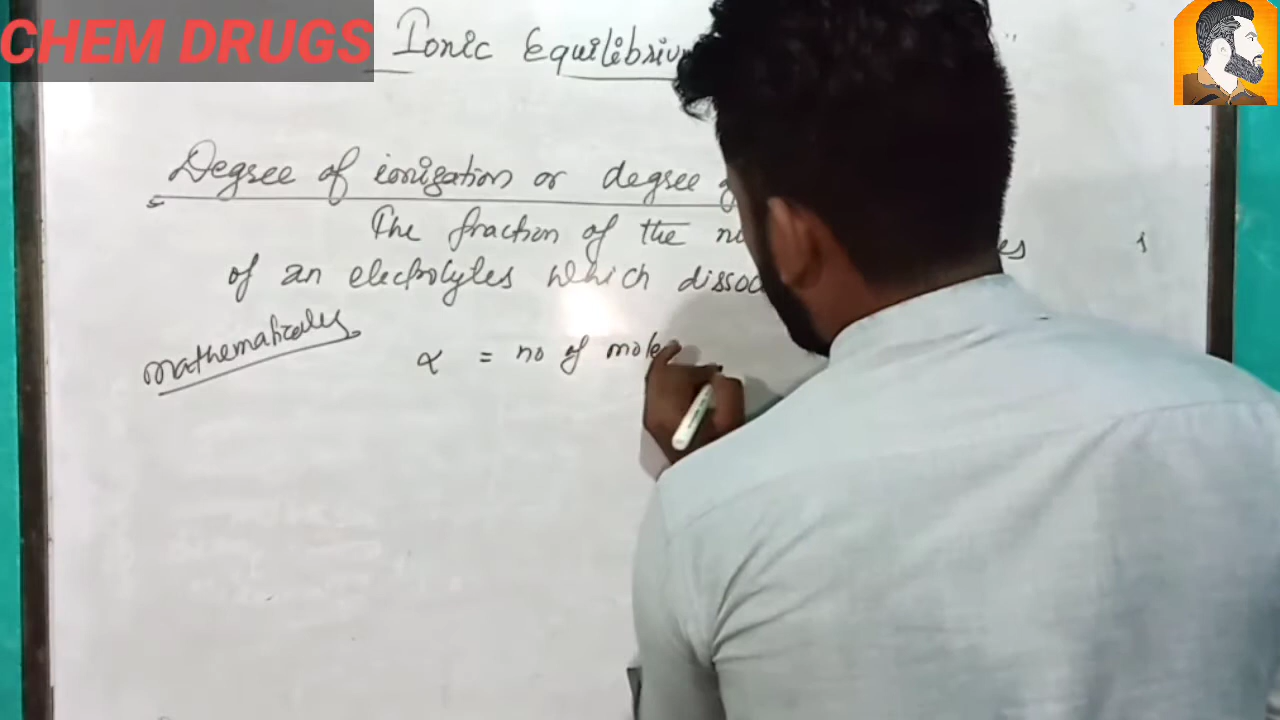 CHEM DRUGS
Ionic Equilibriu
Degree of ionization or degree
The fraction of the
of an electrolytes which
mathematically
α = no of mole